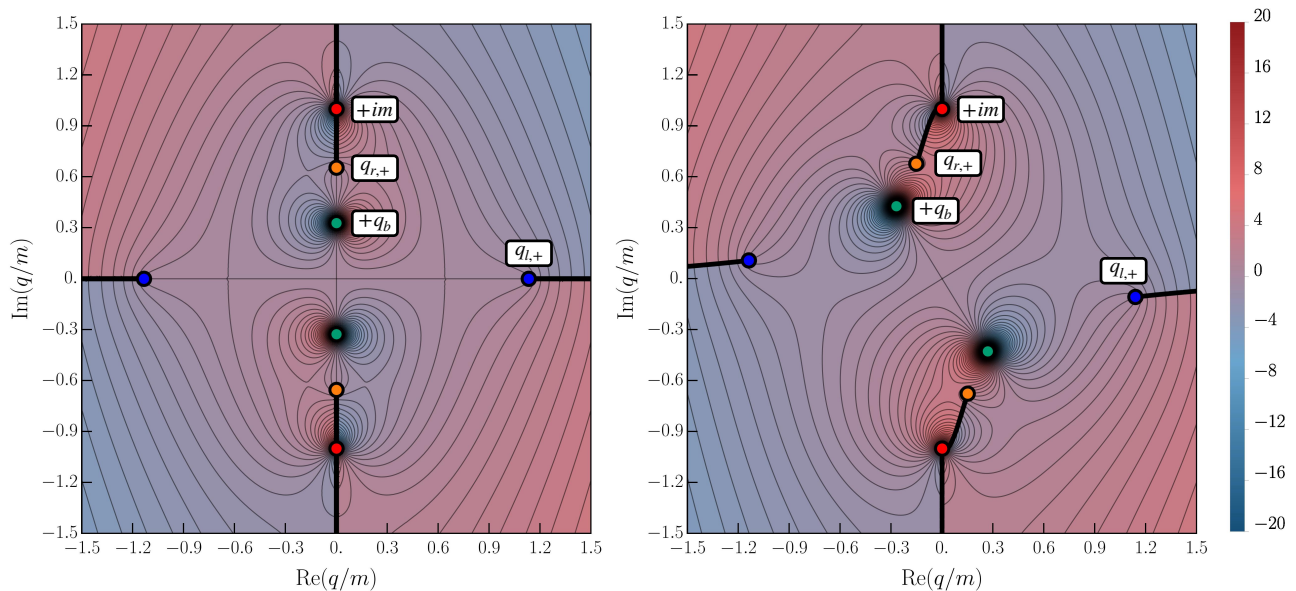 1.5
1.2
0.9
0.6
0.3
0.
−0.3
−0.6
−0.9
−1.2
−1.5
Im(q/m)
−1.5 −1.2 −0.9 −0.6 −0.3 0. 0.3 0.6 0.9 1.2 1.5
Re(q/m)
+im
q_{r,+}
+q_b
q_{l,+}
1.5
1.2
0.9
0.6
0.3
0.
−0.3
−0.6
−0.9
−1.2
−1.5
Im(q/m)
−1.5 −1.2 −0.9 −0.6 −0.3 0. 0.3 0.6 0.9 1.2 1.5
Re(q/m)
+im
q_{r,+}
+q_b
q_{l,+}
20
16
12
8
4
0
−4
−8
−12
−16
−20